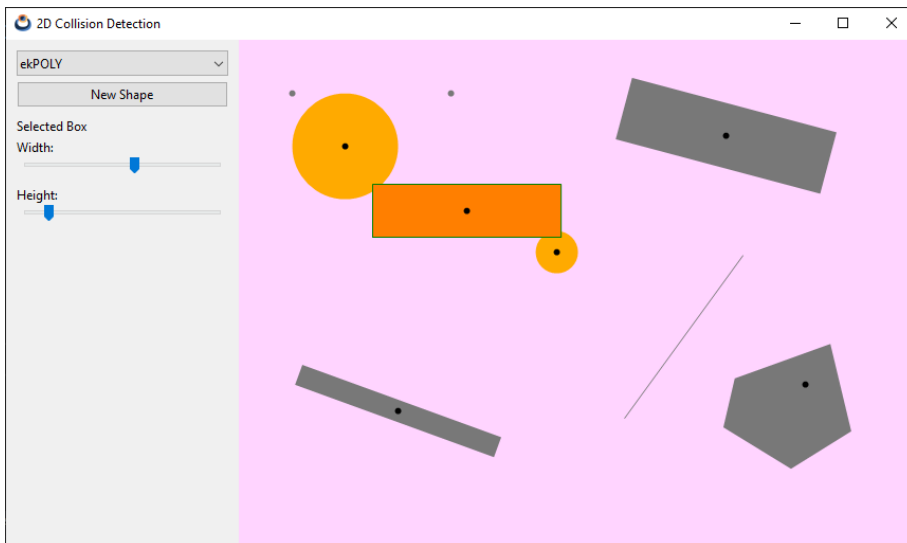 2D Collision Detection
ekPOLY
New Shape
Selected Box
Width:
Height: